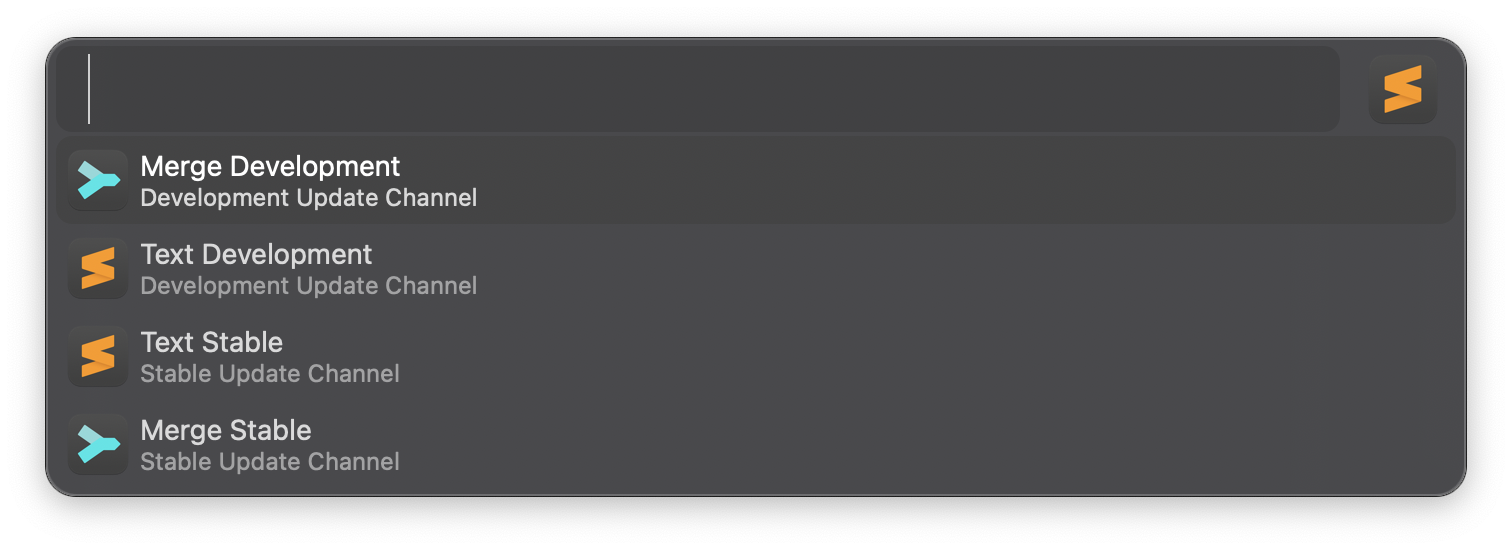 Merge Development
Development Update Channel
Text Development
Development Update Channel
Text Stable
Stable Update Channel
Merge Stable
Stable Update Channel